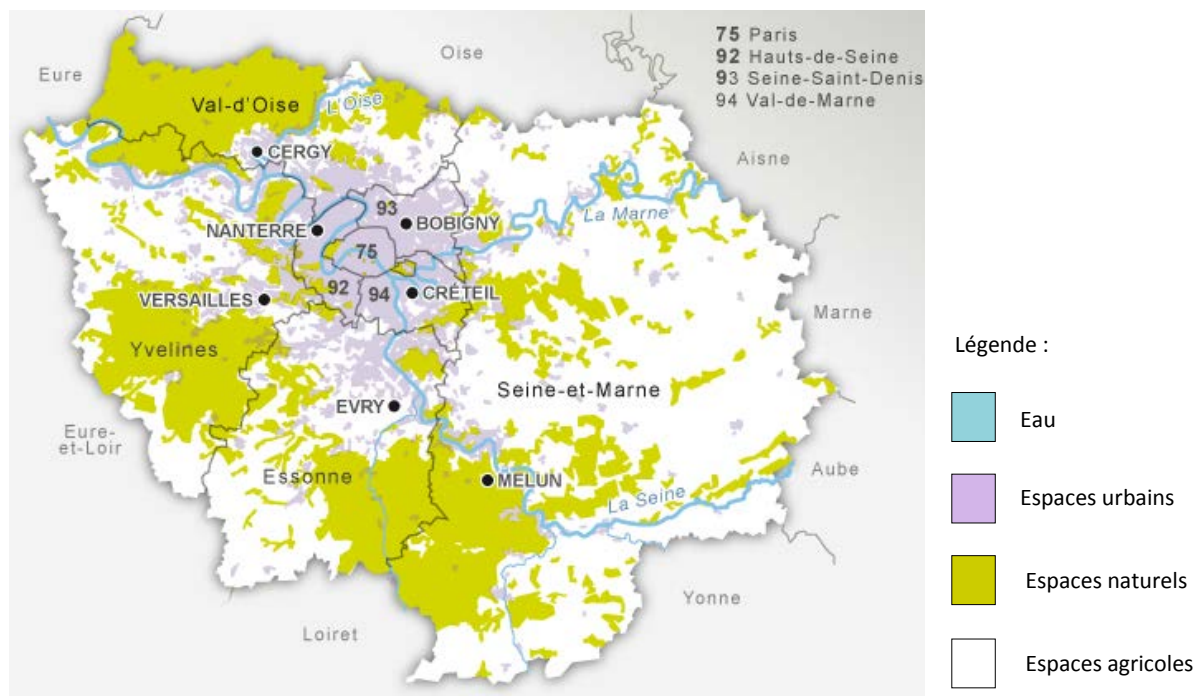 75 Paris
92 Hauts-de-Seine
93 Seine-Saint-Denis
94 Val-de-Marne
Oise
Eure
Val-d'Oise
L'Oise
CERGY
Aisne
La Marne
93
BOBIGNY
NANTERRE
75
92
94
CRÉTEIL
VERSAILLES
Marne
Yvelines
Seine-et-Marne
EVRY
Eure-
et-Loir
Essonne
MELUN
Aube
La Seine
Yonne
Loiret
Légende :
Eau
Espaces urbains
Espaces naturels
Espaces agricoles